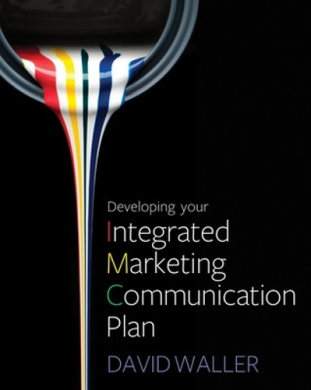 Developing your
Integrated
Marketing
Communication
Plan
DAVID WALLER